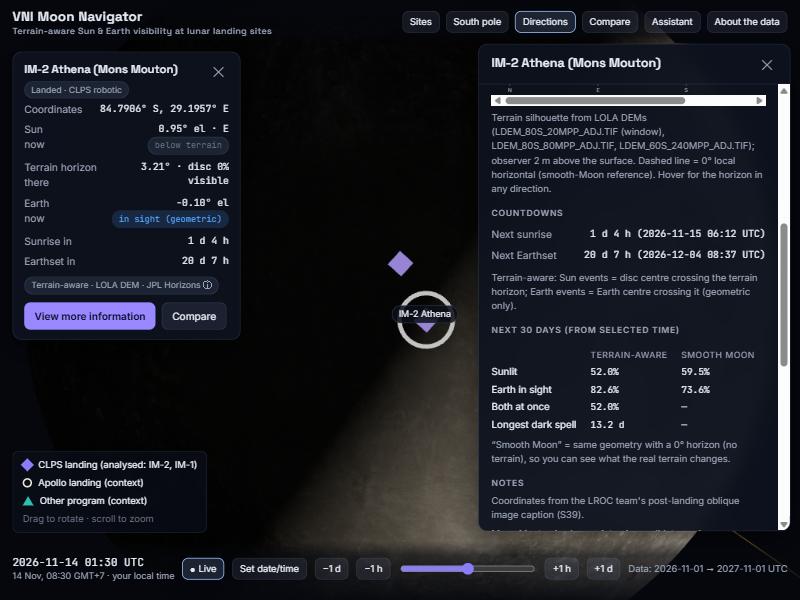 VNI Moon Navigator
Terrain-aware Sun & Earth visibility at lunar landing sites
Sites
South pole
Directions
Compare
Assistant
About the data
IM-2 Athena (Mons Mouton)
Landed · CLPS robotic
Coordinates 84.7906° S, 29.1957° E
Sun now 0.95° el · E
below terrain
Terrain horizon there 3.21° · disc 0% visible
Earth now -0.10° el
in sight (geometric)
Sunrise in 1 d 4 h
Earthset in 20 d 7 h
Terrain-aware · LOLA DEM · JPL Horizons ⓘ
View more information
Compare
IM-2 Athena
CLPS landing (analysed: IM-2, IM-1)
Apollo landing (context)
Other program (context)
Drag to rotate · scroll to zoom
IM-2 Athena (Mons Mouton)
N E S
Terrain silhouette from LOLA DEMs
(LDEM_80S_20MPP_ADJ.TIF (window),
LDEM_80S_80MPP_ADJ.TIF, LDEM_60S_240MPP_ADJ.TIF);
observer 2 m above the surface. Dashed line = 0° local
horizontal (smooth-Moon reference). Hover for the horizon in
any direction.
COUNTDOWNS
Next sunrise 1 d 4 h (2026-11-15 06:12 UTC)
Next Earthset 20 d 7 h (2026-12-04 08:37 UTC)
Terrain-aware: Sun events = disc centre crossing the terrain
horizon; Earth events = Earth centre crossing it (geometric
only).
NEXT 30 DAYS (FROM SELECTED TIME)
TERRAIN-AWARE SMOOTH MOON
Sunlit 52.0% 59.5%
Earth in sight 82.6% 73.6%
Both at once 52.0% —
Longest dark spell 13.2 d —
“Smooth Moon” = same geometry with a 0° horizon (no
terrain), so you can see what the real terrain changes.
NOTES
Coordinates from the LROC team's post-landing oblique
image caption (S39).
2026-11-14 01:30 UTC
14 Nov, 08:30 GMT+7 · your local time
● Live
Set date/time
−1 d
−1 h
+1 h
+1 d
Data: 2026-11-01 → 2027-11-01 UTC